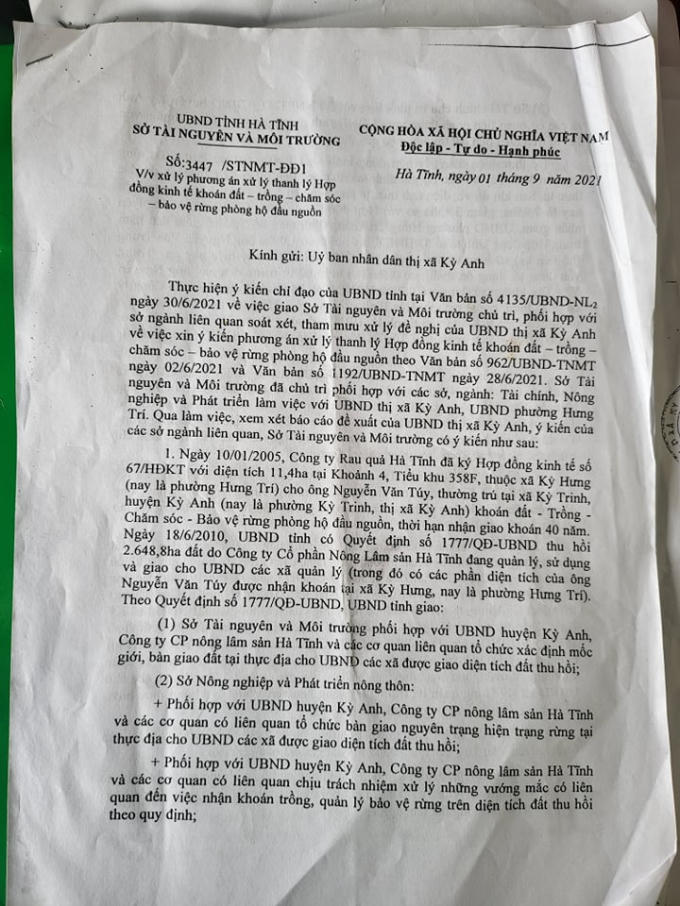 UBND TỈNH HÀ TĨNH
SỞ TÀI NGUYÊN VÀ MÔI TRƯỜNG
CỘNG HÒA XÃ HỘI CHỦ NGHĨA VIỆT NAM
Độc lập - Tự do - Hạnh phúc
Số:3447 /STNMT-ĐĐ1
V/v xử lý phương án xử lý thanh lý Hợp
đồng kinh tế khoán đất – trồng – chăm sóc
– bảo vệ rừng phòng hộ đầu nguồn
Hà Tĩnh, ngày 01 tháng 9 năm 2021
Kính gửi: Uỷ ban nhân dân thị xã Kỳ Anh
Thực hiện ý kiến chỉ đạo của UBND tỉnh tại Văn bản số 4135/UBND-NL₂
ngày 30/6/2021 về việc giao Sở Tài nguyên và Môi trường chủ trì, phối hợp với
sở ngành liên quan soát xét, tham mưu xử lý đề nghị của UBND thị xã Kỳ Anh
về việc xin ý kiến phương án xử lý thanh lý Hợp đồng kinh tế khoán đất – trồng –
chăm sóc – bảo vệ rừng phòng hộ đầu nguồn theo Văn bản số 962/UBND-TNMT
ngày 02/6/2021 và Văn bản số 1192/UBND-TNMT ngày 28/6/2021. Sở Tài
nguyên và Môi trường đã chủ trì phối hợp với các sở, ngành: Tài chính, Nông
nghiệp và Phát triển làm việc với UBND thị xã Kỳ Anh, UBND phường Hưng
Trí. Qua làm việc, xem xét báo cáo đề xuất của UBND thị xã Kỳ Anh, ý kiến của
các sở ngành liên quan, Sở Tài nguyên và Môi trường có ý kiến như sau:
1. Ngày 10/01/2005, Công ty Rau quả Hà Tĩnh đã ký Hợp đồng kinh tế số
67/HĐKT với diện tích 11,4ha tại Khoảnh 4, Tiểu khu 358F, thuộc xã Kỳ Hưng
(nay là phường Hưng Trí) cho ông Nguyễn Văn Túy, thường trú tại xã Kỳ Trinh,
huyện Kỳ Anh (nay là phường Kỳ Trinh, thị xã Kỳ Anh) khoán đất - Trồng -
Chăm sóc - Bảo vệ rừng phòng hộ đầu nguồn, thời hạn nhận giao khoán 40 năm.
Ngày 18/6/2010, UBND tỉnh có Quyết định số 1777/QĐ-UBND thu hồi
2.648,8ha đất do Công ty Cổ phần Nông Lâm sản Hà Tĩnh đang quản lý, sử dụng
và giao cho UBND các xã quản lý (trong đó có các phần diện tích của ông
Nguyễn Văn Túy được nhận khoán tại xã Kỳ Hưng, nay là phường Hưng Trí).
Theo Quyết định số 1777/QĐ-UBND, UBND tỉnh giao:
(1) Sở Tài nguyên và Môi trường phối hợp với UBND huyện Kỳ Anh,
Công ty CP nông lâm sản Hà Tĩnh và các cơ quan liên quan tổ chức xác định mốc
giới, bàn giao đất tại thực địa cho UBND các xã được giao diện tích đất thu hồi;
(2) Sở Nông nghiệp và Phát triển nông thôn:
+ Phối hợp với UBND huyện Kỳ Anh, Công ty CP nông lâm sản Hà Tĩnh
và các cơ quan có liên quan tổ chức bàn giao nguyên trạng hiện trạng rừng tại
thực địa cho UBND các xã được giao diện tích đất thu hồi;
+ Phối hợp với UBND huyện Kỳ Anh, Công ty CP nông lâm sản Hà Tĩnh
và các cơ quan có liên quan chịu trách nhiệm xử lý những vướng mắc có liên
quan đến việc nhận khoán trồng, quản lý bảo vệ rừng trên diện tích đất thu hồi
theo quy định;